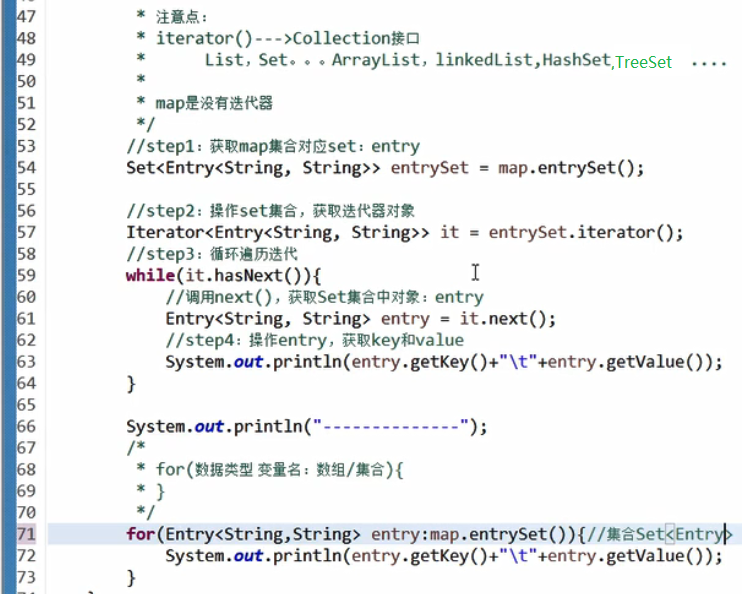 47 * 注意点:
48 * iterator()--->Collection接口
49 * List, Set。。。ArrayList, linkedList,HashSet,TreeSet ....
50 *
51 * map是没有迭代器
52 */
53 //step1: 获取map集合对应set: entry
54 Set<Entry<String, String>> entrySet = map.entrySet();
55
56 //step2: 操作set集合, 获取迭代器对象
57 Iterator<Entry<String, String>> it = entrySet.iterator();
58 //step3: 循环遍历迭代
59 while(it.hasNext()){
60 //调用next(), 获取Set集合中对象: entry
61 Entry<String, String> entry = it.next();
62 //step4: 操作entry, 获取key和value
63 System.out.println(entry.getKey()+"\t"+entry.getValue());
64 }
65
66 System.out.println("--------------");
67 /*
68 * for(数据类型 变量名: 数组/集合){
69 * }
70 */
71 for(Entry<String,String> entry:map.entrySet()){//集合Set<Entry>
72 System.out.println(entry.getKey()+"\t"+entry.getValue());
73 }